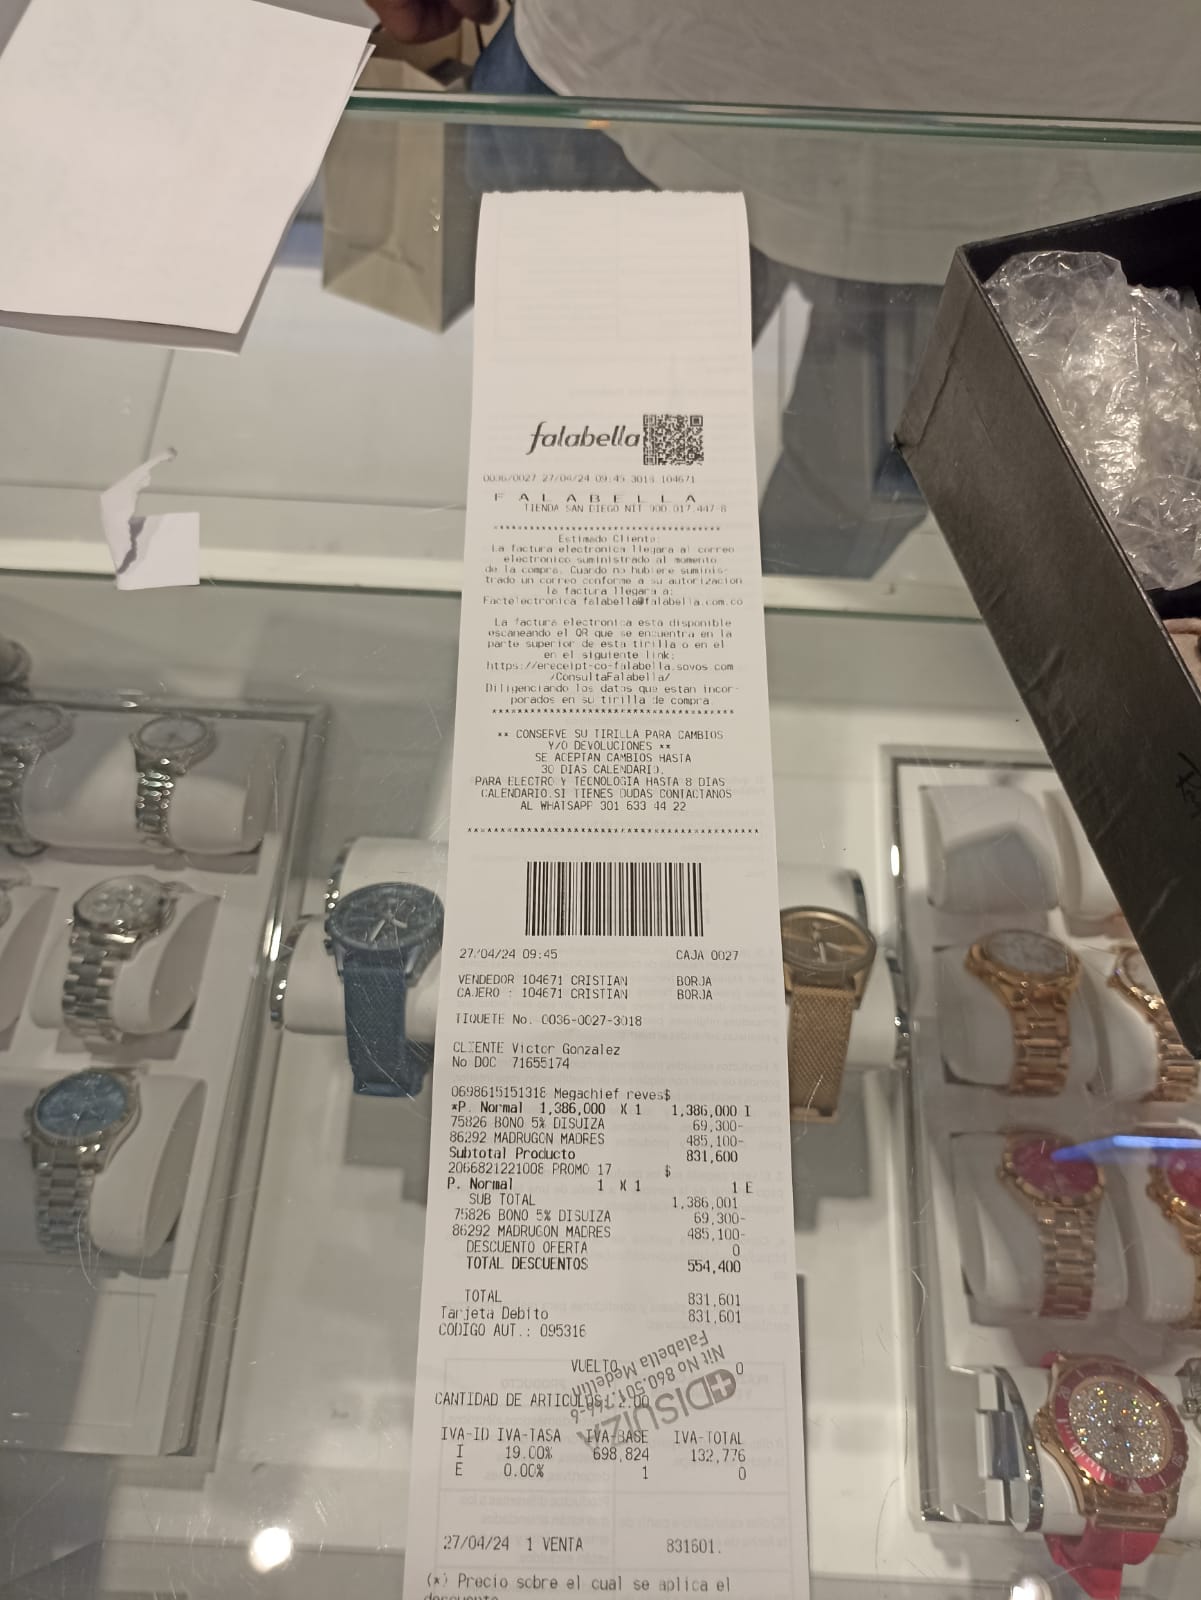 falabella
0036/0027 27/04/24 09:45 3018 104671
F A L A B E L L A
TIENDA SAN DIEGO NIT 900.017.447-8
***************************************
Estimado Cliente:
La factura electronica llegara al correo
electronico suministrado al momento
de la compra. Cuando no hubiere suminis-
trado un correo conforme a su autorizacion
la factura llegara a:
Factelectronica falabella@falabella.com.co
La factura electronica esta disponible
escaneando el QR que se encuentra en la
parte superior de esta tirilla o en el
en el siguiente link:
https://ereceipt-co-falabella.sovos.com
/ConsultaFalabella/
Diligenciando los datos que estan incor-
porados en su tirilla de compra
***************************************
** CONSERVE SU TIRILLA PARA CAMBIOS
Y/O DEVOLUCIONES **
SE ACEPTAN CAMBIOS HASTA
30 DIAS CALENDARIO.
PARA ELECTRO Y TECNOLOGIA HASTA 8 DIAS
CALENDARIO.SI TIENES DUDAS CONTACTANOS
AL WHATSAPP 301 633 44 22
******************************************
27/04/24 09:45 CAJA 0027
VENDEDOR 104671 CRISTIAN BORJA
CAJERO : 104671 CRISTIAN BORJA
TIQUETE No. 0036-0027-3018
CLIENTE Victor Gonzalez
No DOC 71655174
0698615151318 Megachief reves$
*P. Normal 1,386,000 X 1 1,386,000 I
75826 BONO 5% DISUIZA 69,300-
86292 MADRUGON MADRES 485,100-
Subtotal Producto 831,600
2066821221008 PROMO 17 $
P. Normal 1 X 1 1 E
SUB TOTAL 1,386,001
75826 BONO 5% DISUIZA 69,300-
86292 MADRUGON MADRES 485,100-
DESCUENTO OFERTA 0
TOTAL DESCUENTOS 554,400
TOTAL 831,601
Tarjeta Debito 831,601
CODIGO AUT.: 095316
VUELTO 0
CANTIDAD DE ARTICULOS: 2.00
DISUIZA
Nit No 860.501.766-6
Falabella Medellin
IVA-ID IVA-TASA IVA-BASE IVA-TOTAL
I 19.00% 698,824 132,776
E 0.00% 1 0
27/04/24 1 VENTA 831601.
(*) Precio sobre el cual se aplica el
descuento